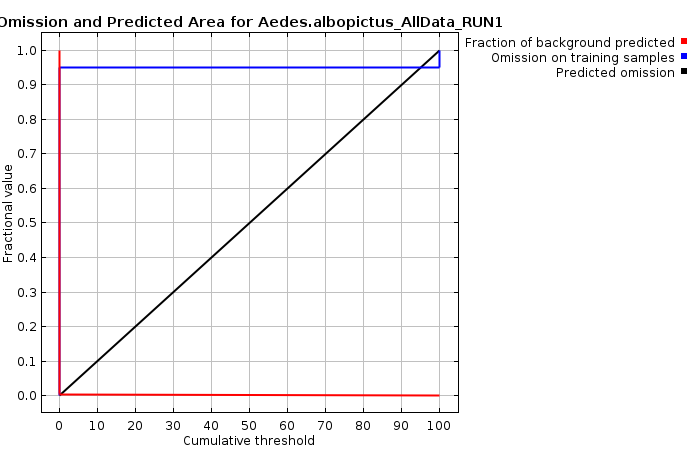 Omission and Predicted Area for Aedes.albopictus_AllData_RUN1
Fraction of background predicted
Omission on training samples
Predicted omission
Fractional value
1.0
0.9
0.8
0.7
0.6
0.5
0.4
0.3
0.2
0.1
0.0
0 10 20 30 40 50 60 70 80 90 100
Cumulative threshold